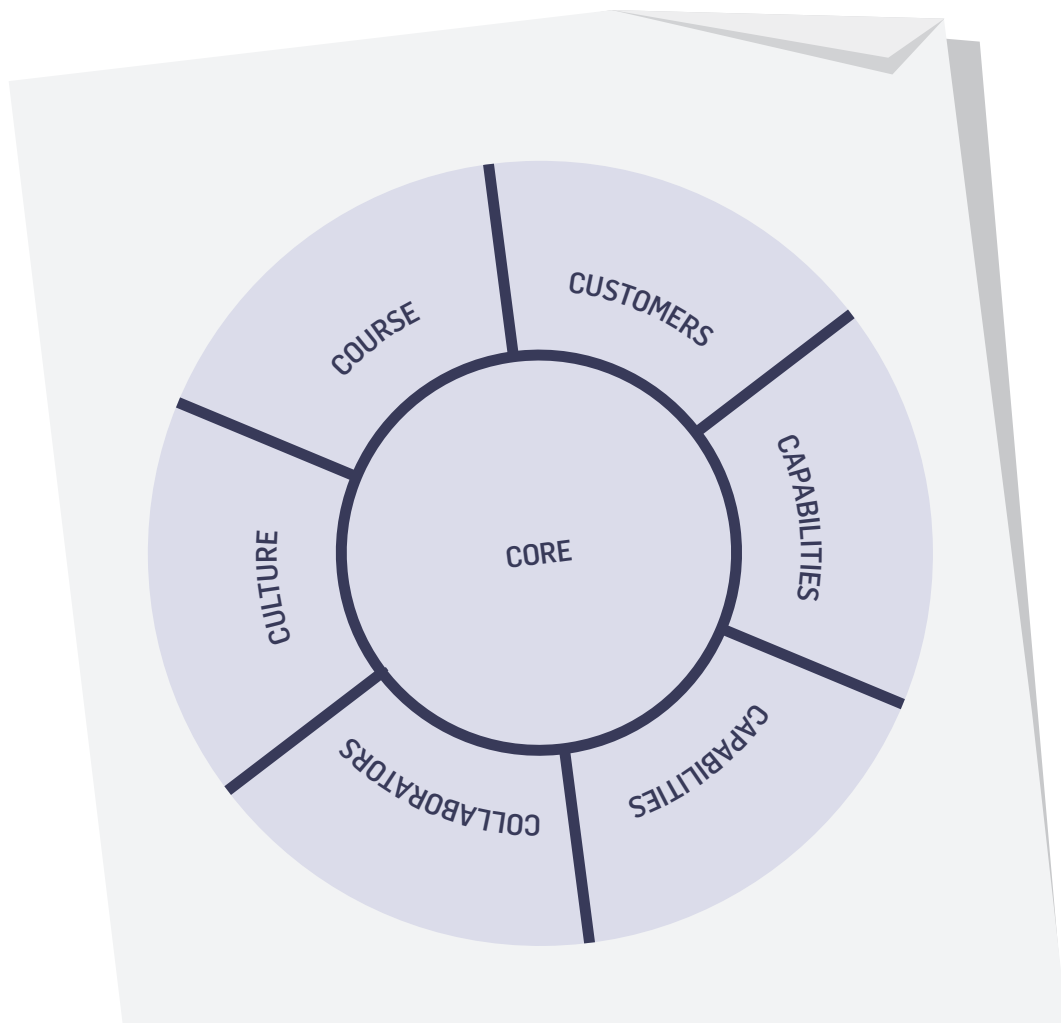 CUSTOMERS
CAPABILITIES
CAPABILITIES
COLLABORATORS
CULTURE
COURSE
CORE